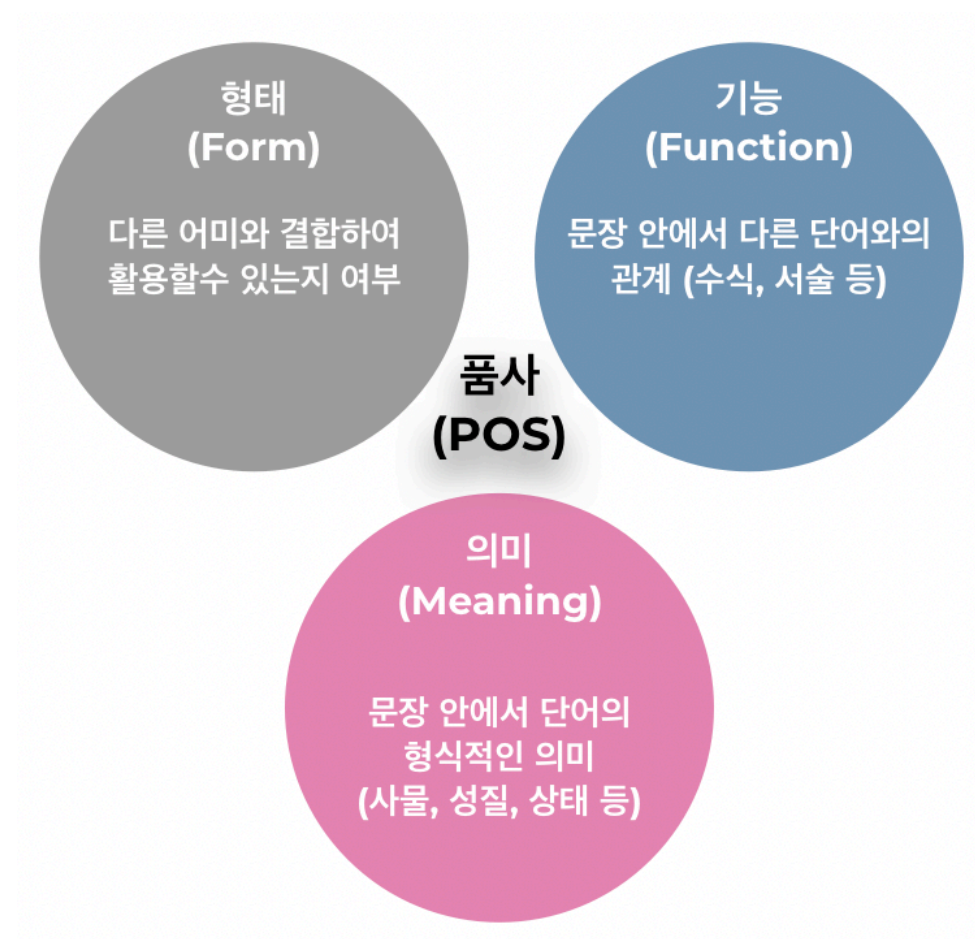 형태
(Form)
다른 어미와 결합하여
활용할수 있는지 여부
기능
(Function)
문장 안에서 다른 단어와의
관계 (수식, 서술 등)
품사
(POS)
의미
(Meaning)
문장 안에서 단어의
형식적인 의미
(사물, 성질, 상태 등)